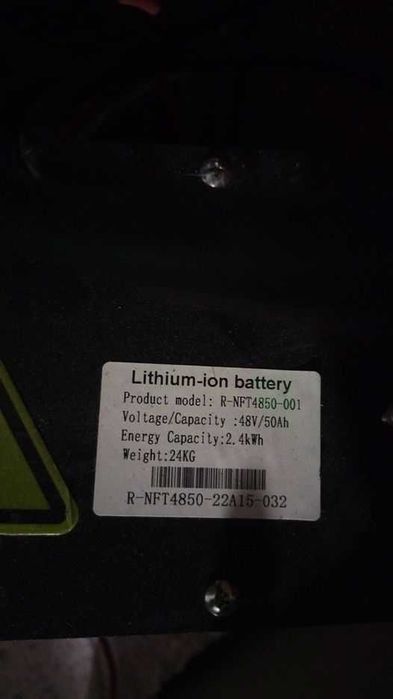 Lithium-ion battery
Product model: R-NFT4850-001
Voltage/Capacity :48V/50Ah
Energy Capacity:2.4kWh
Weight:24KG
R-NFT4850-22A15-032